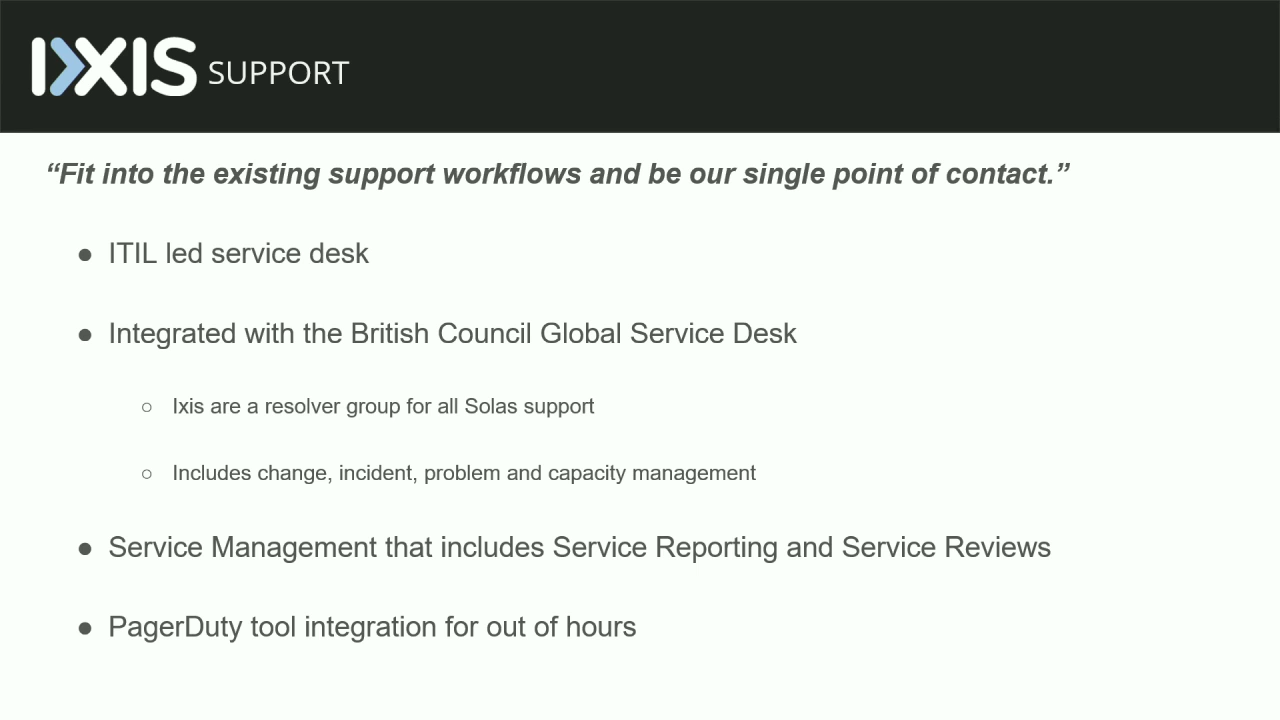 IXIS SUPPORT
“Fit into the existing support workflows and be our single point of contact.”
● ITIL led service desk
● Integrated with the British Council Global Service Desk
○ Ixis are a resolver group for all Solas support
○ Includes change, incident, problem and capacity management
● Service Management that includes Service Reporting and Service Reviews
● PagerDuty tool integration for out of hours